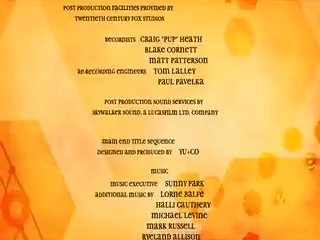 POST PRODUCTION FACILITIES PROVIDED BY
TWENTIETH CENTURY FOX STUDIOS
RECORDISTS CRAIG "PUP" HEATH
BLAKE CORNETT
MATT PATTERSON
RE-RECORDING ENGINEERS TOM LALLEY
PAUL PAVELKA
POST PRODUCTION SOUND SERVICES BY
SKYWALKER SOUND, A LUCASFILM LTD. COMPANY
MAIN END TITLE SEQUENCE
DESIGNED AND PRODUCED BY YU+CO
MUSIC
MUSIC EXECUTIVE SUNNY PARK
ADDITIONAL MUSIC BY LORNE BALFE
HALLI CAUTHERY
MICHAEL LEVINE
MARK RUSSELL
RYELAND ALLISON